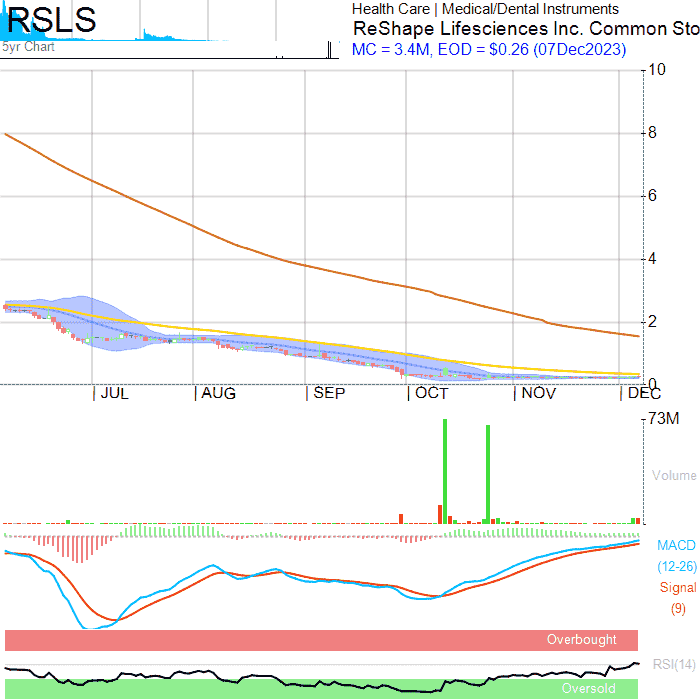 RSLS
5yr Chart
Health Care | Medical/Dental Instruments
ReShape Lifesciences Inc. Common Sto
MC = 3.4M, EOD = $0.26 (07Dec2023)
10
8
6
4
2
0
JUL AUG SEP OCT NOV DEC
73M
Volume
MACD
(12-26)
Signal
(9)
Overbought
RSI(14)
Oversold